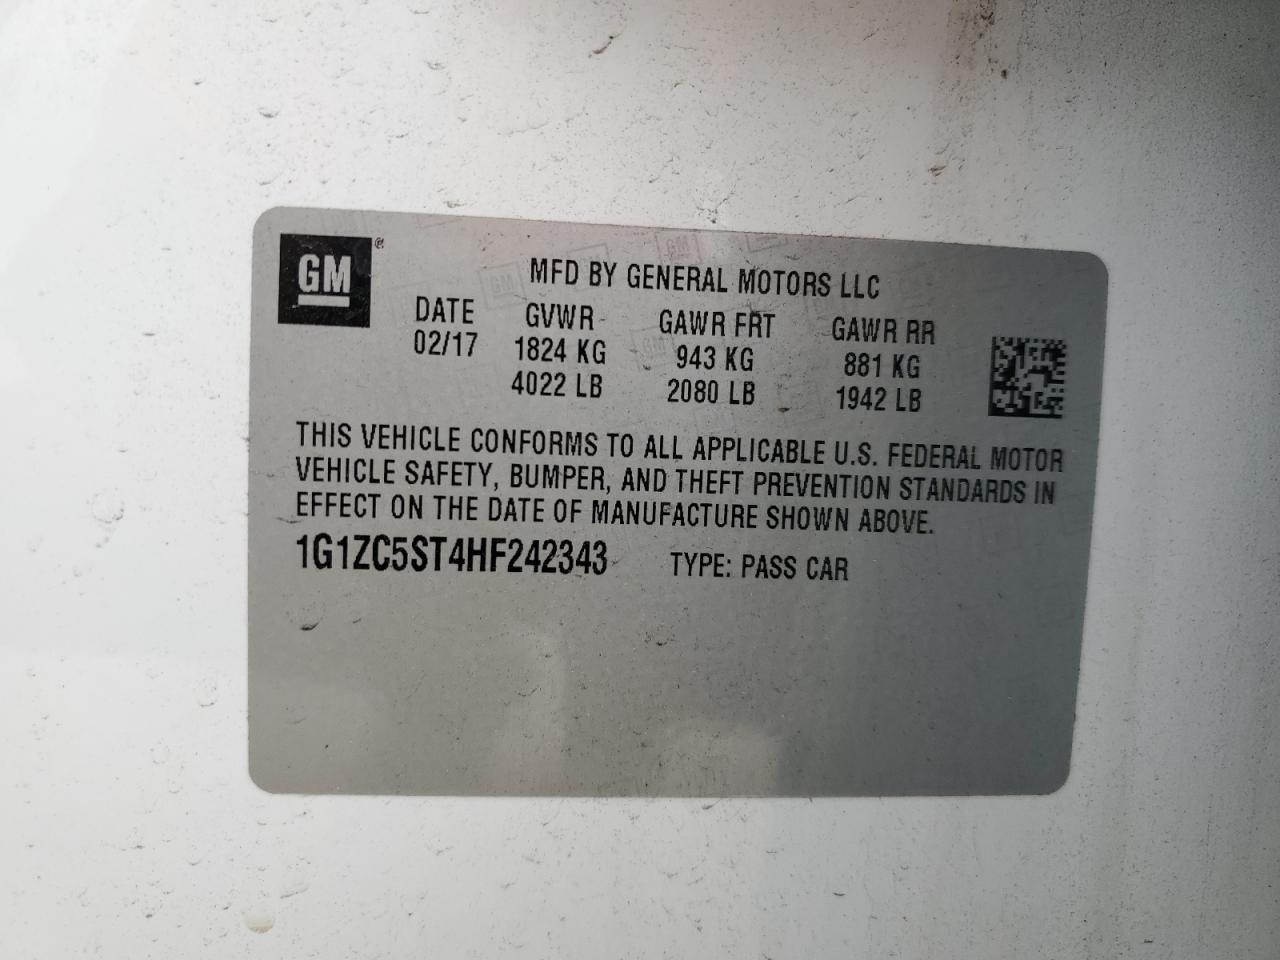 GM®
MFD BY GENERAL MOTORS LLC
DATE GVWR GAWR FRT GAWR RR
02/17 1824 KG 943 KG 881 KG
4022 LB 2080 LB 1942 LB
THIS VEHICLE CONFORMS TO ALL APPLICABLE U.S. FEDERAL MOTOR
VEHICLE SAFETY, BUMPER, AND THEFT PREVENTION STANDARDS IN
EFFECT ON THE DATE OF MANUFACTURE SHOWN ABOVE.
1G1ZC5ST4HF242343 TYPE: PASS CAR